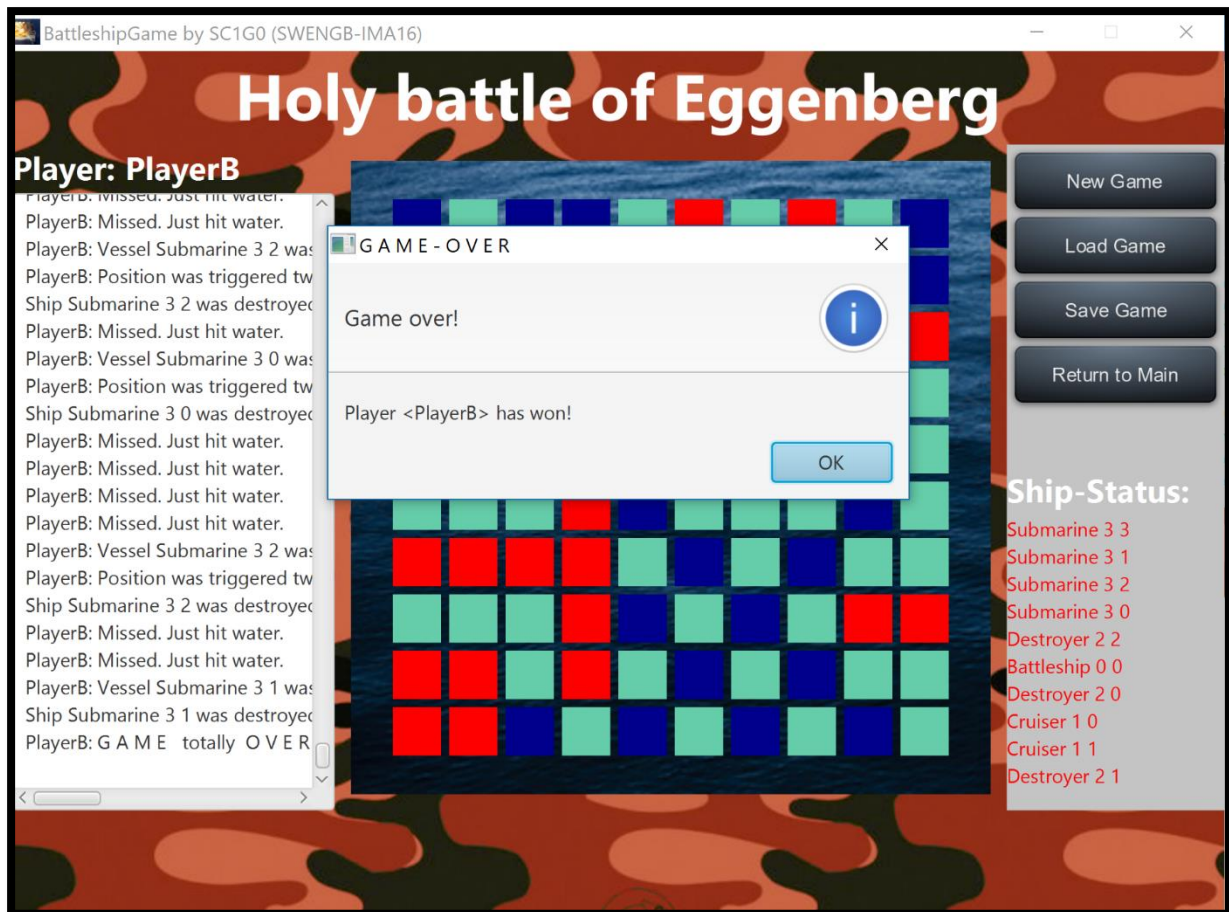 BattleshipGame by SC1G0 (SWENGB-IMA16)
Holy battle of Eggenberg
Player: PlayerB
PlayerB: Missed. Just hit water.
PlayerB: Missed. Just hit water.
PlayerB: Vessel Submarine 3 2 was
PlayerB: Position was triggered tw
Ship Submarine 3 2 was destroyed
PlayerB: Missed. Just hit water.
PlayerB: Vessel Submarine 3 0 was
PlayerB: Position was triggered tw
Ship Submarine 3 0 was destroyed
PlayerB: Missed. Just hit water.
PlayerB: Missed. Just hit water.
PlayerB: Missed. Just hit water.
PlayerB: Missed. Just hit water.
PlayerB: Vessel Submarine 3 2 was
PlayerB: Position was triggered tw
Ship Submarine 3 2 was destroyed
PlayerB: Missed. Just hit water.
PlayerB: Missed. Just hit water.
PlayerB: Vessel Submarine 3 1 was
Ship Submarine 3 1 was destroyed
PlayerB: G A M E totally O V E R
G A M E - O V E R
Game over!
Player <PlayerB> has won!
OK
New Game
Load Game
Save Game
Return to Main
Ship-Status:
Submarine 3 3
Submarine 3 1
Submarine 3 2
Submarine 3 0
Destroyer 2 2
Battleship 0 0
Destroyer 2 0
Cruiser 1 0
Cruiser 1 1
Destroyer 2 1